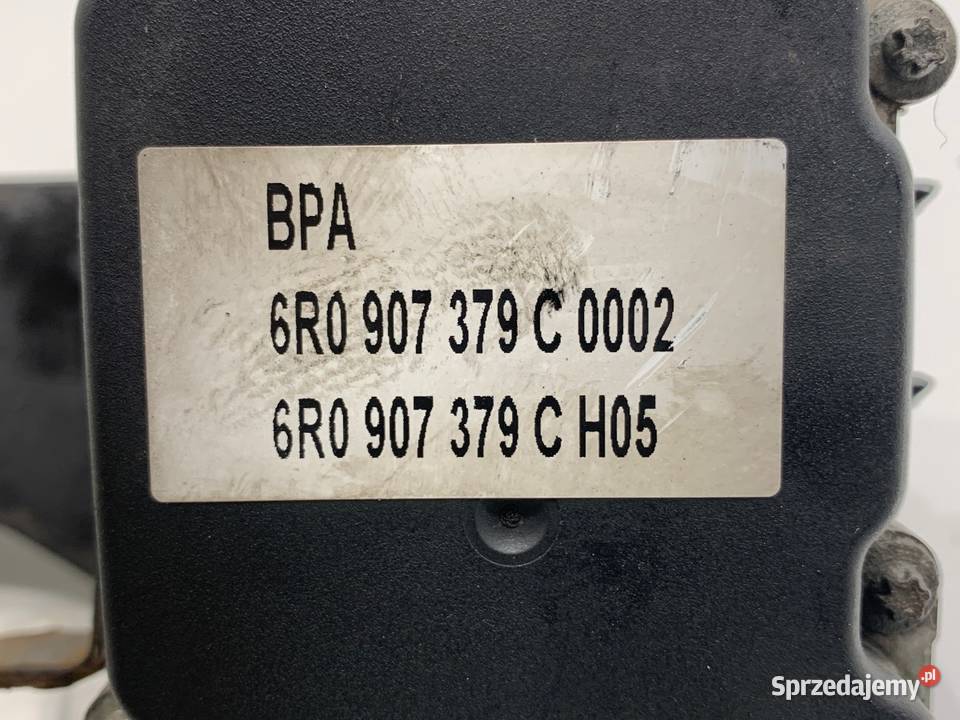 BPA
6R0 907 379 C 0002
6R0 907 379 C H05
Sprzedajemy.pl